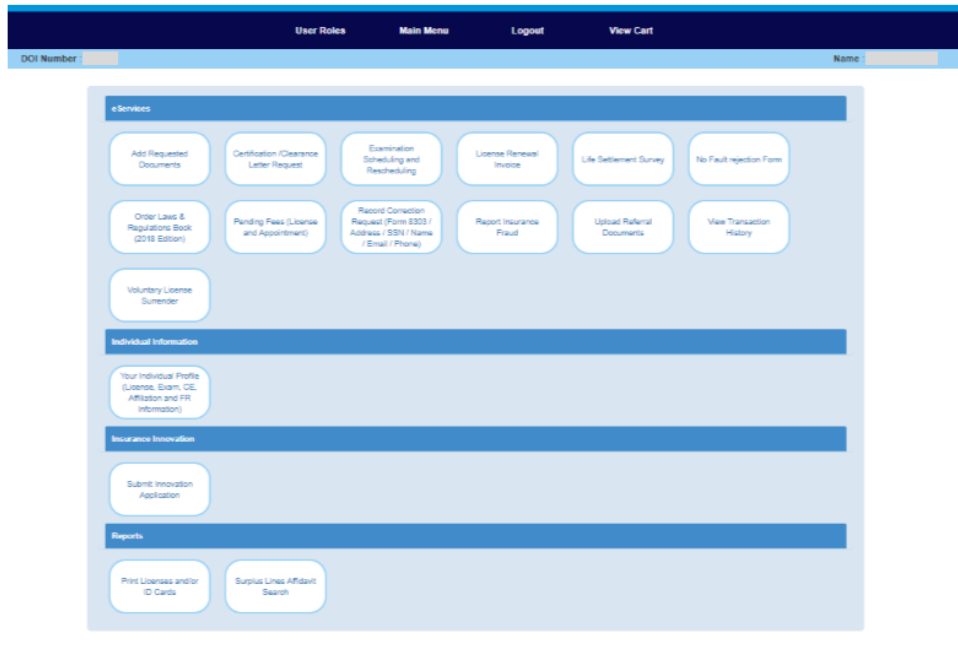 User Roles Main Menu Logout View Cart
DOI Number : Name :
eServices
Add Requested
Documents
Certification /Clearance
Letter Request
Examination
Scheduling and
Rescheduling
License Renewal
Invoice
Life Settlement Survey
No Fault rejection Form
Order Laws &
Regulations Book
(2018 Edition)
Pending Fees (License
and Appointment)
Record Correction
Request (Form 8303 /
Address / SSN / Name
/ Email / Phone)
Report Insurance
Fraud
Upload Referral
Documents
View Transaction
History
Voluntary License
Surrender
Individual Information
Your Individual Profile
(License, Exam, CE,
Affiliation and FR
Information)
Insurance Innovation
Submit Innovation
Application
Reports
Print Licenses and/or
ID Cards
Surplus Lines Affidavit
Search